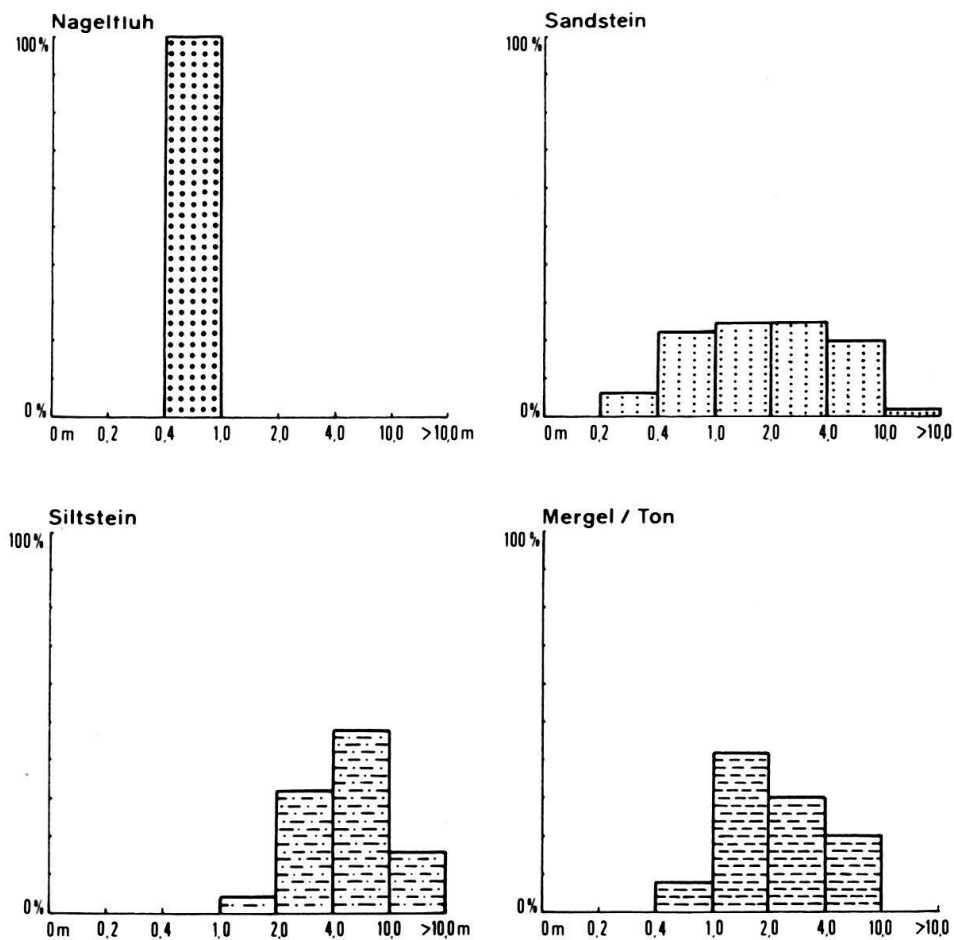 Nagelfluh
100%
0%
0m 0,2 0,4 1,0 2,0 4,0 10,0 >10,0m
Sandstein
100%
0%
0m 0,2 0,4 1,0 2,0 4,0 10,0 >10,0
Siltstein
100%
0%
0m 0,2 0,4 1,0 2,0 4,0 10,0 >10,0m
Mergel / Ton
100%
0%
0m 0,2 0,4 1,0 2,0 4,0 10,0 >10,0m